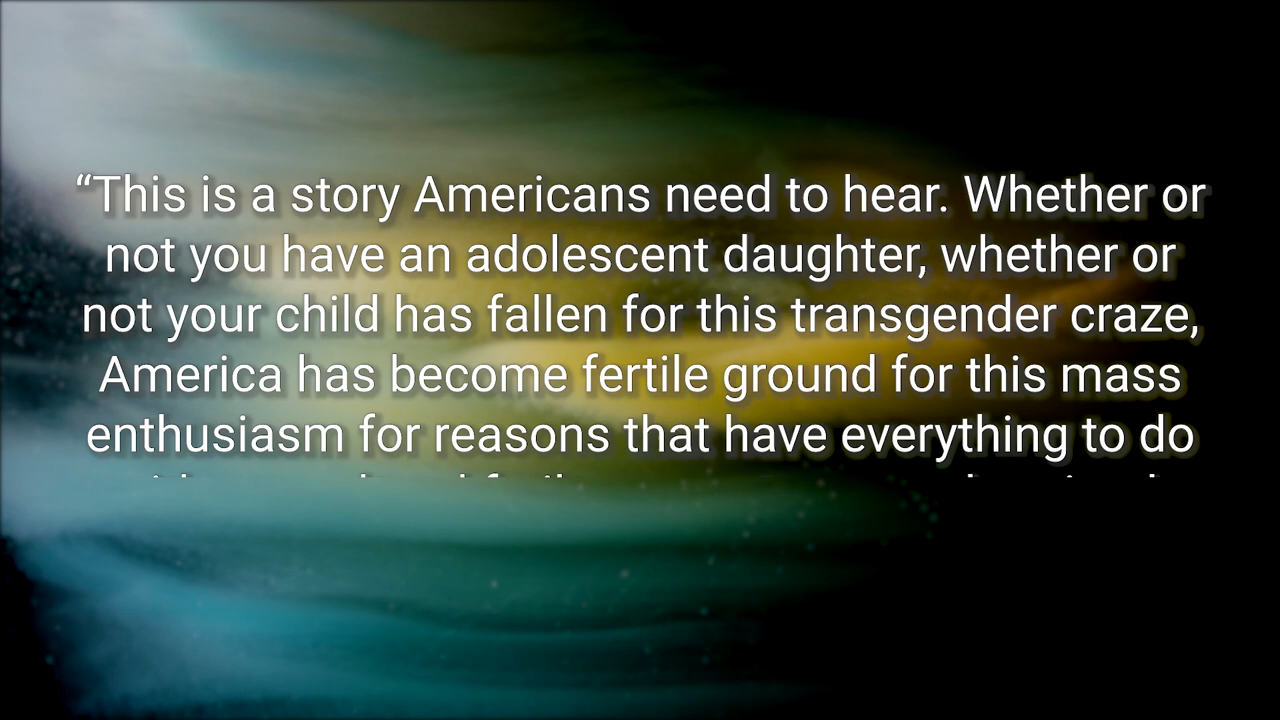 “This is a story Americans need to hear. Whether or
not you have an adolescent daughter, whether or
not your child has fallen for this transgender craze,
America has become fertile ground for this mass
enthusiasm for reasons that have everything to do